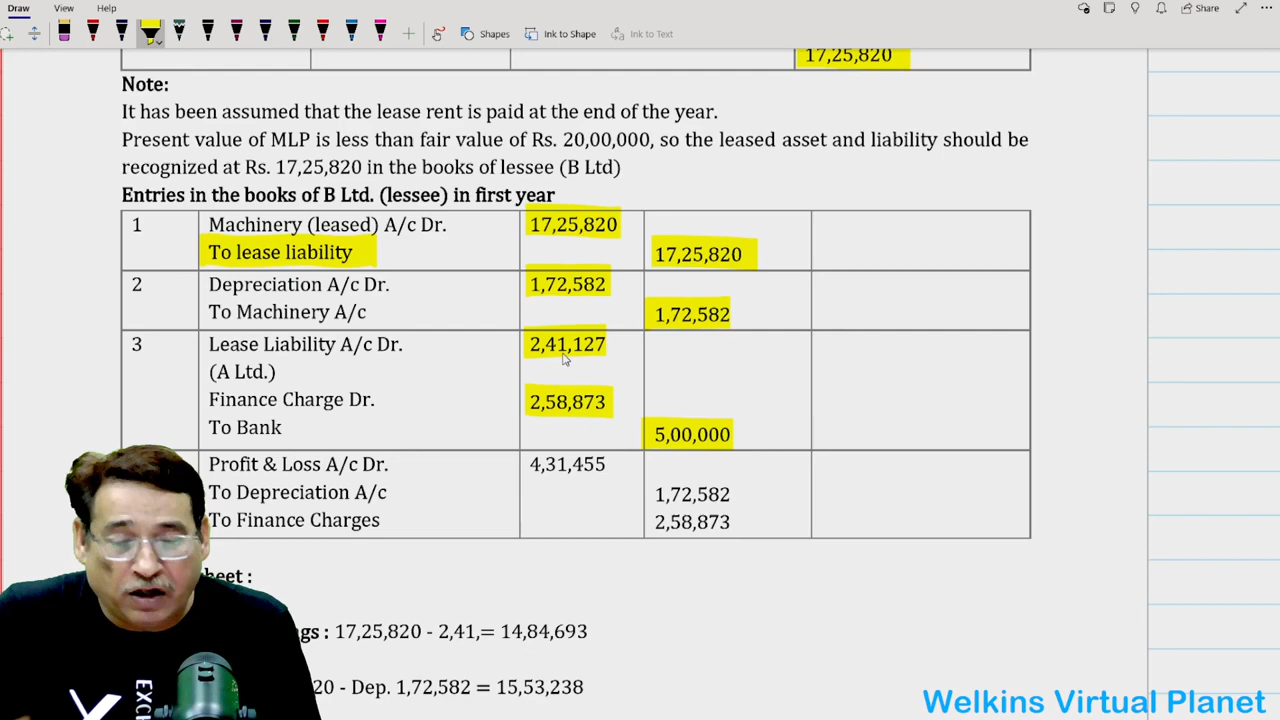 Draw View Help Share
Shapes Ink to Shape Ink to Text
17,25,820
Note:
It has been assumed that the lease rent is paid at the end of the year.
Present value of MLP is less than fair value of Rs. 20,00,000, so the leased asset and liability should be
recognized at Rs. 17,25,820 in the books of lessee (B Ltd)
Entries in the books of B Ltd. (lessee) in first year
1 Machinery (leased) A/c Dr. 17,25,820
To lease liability 17,25,820
2 Depreciation A/c Dr. 1,72,582
To Machinery A/c 1,72,582
3 Lease Liability A/c Dr. 2,41,127
(A Ltd.)
Finance Charge Dr. 2,58,873
To Bank 5,00,000
Profit & Loss A/c Dr. 4,31,455
To Depreciation A/c 1,72,582
To Finance Charges 2,58,873
: 17,25,820 - 2,41,= 14,84,693
20 - Dep. 1,72,582 = 15,53,238
EXC
Welkins Virtual Planet